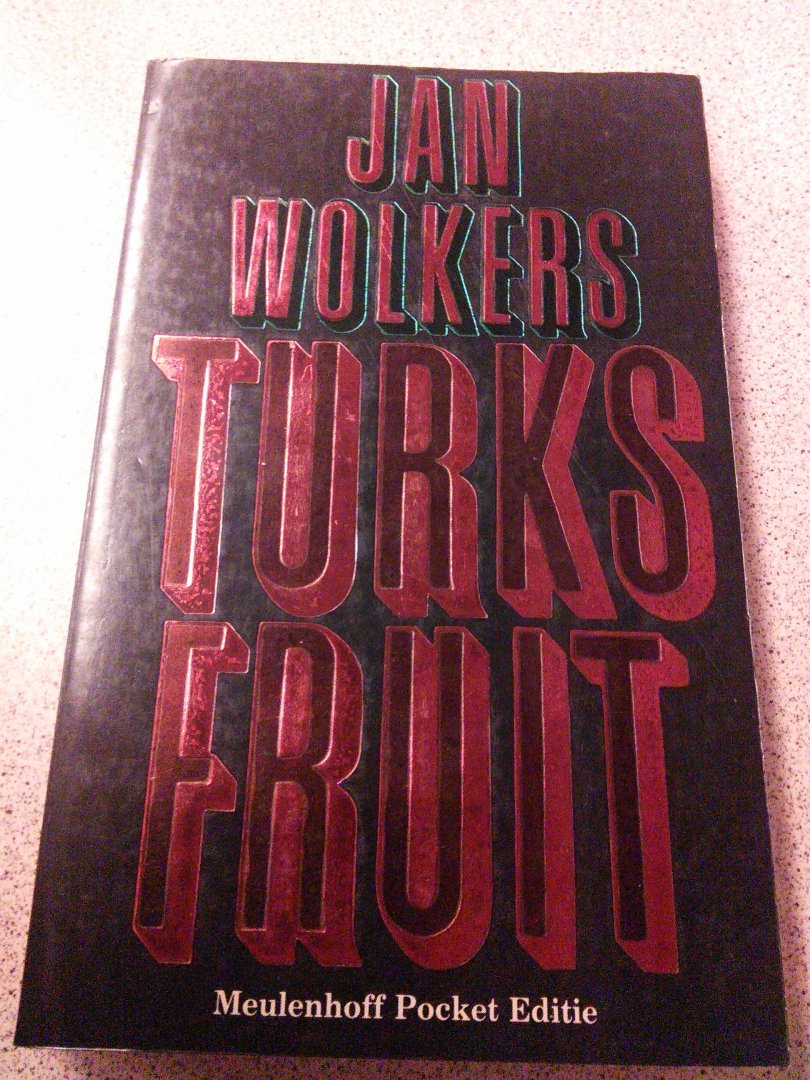 JAN
WOLKERS
TURKS
FRUIT
Meulenhoff Pocket Editie